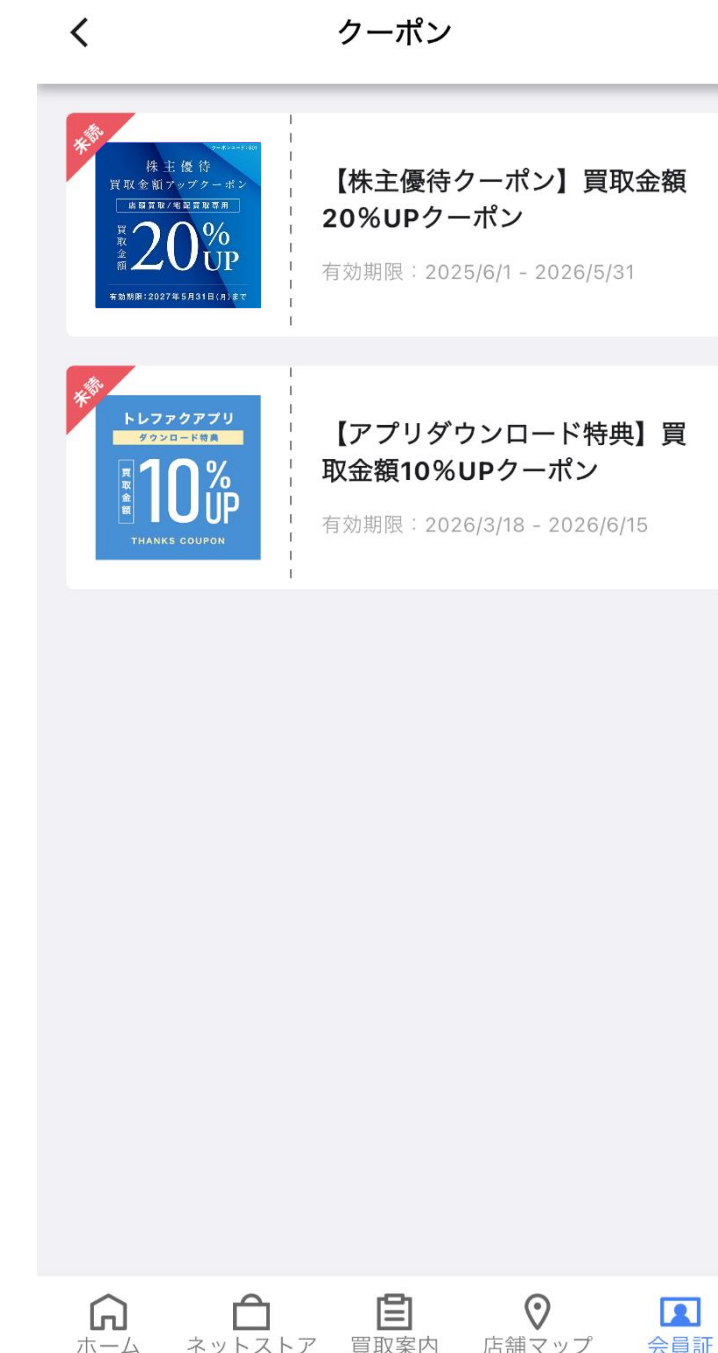 クーポン
未読
クーポンコード:801
株主優待
買取金額アップクーポン
店頭買取/宅配買取専用
買取金額
20%
UP
有効期限:2027年5月31日(月)まで
【株主優待クーポン】買取金額
20%UPクーポン
有効期限：2025/6/1 - 2026/5/31
未読
トレファクアプリ
ダウンロード特典
買取金額
10%
UP
THANKS COUPON
【アプリダウンロード特典】買
取金額10%UPクーポン
有効期限：2026/3/18 - 2026/6/15
ホーム
ネットストア
買取案内
店舗マップ
会員証